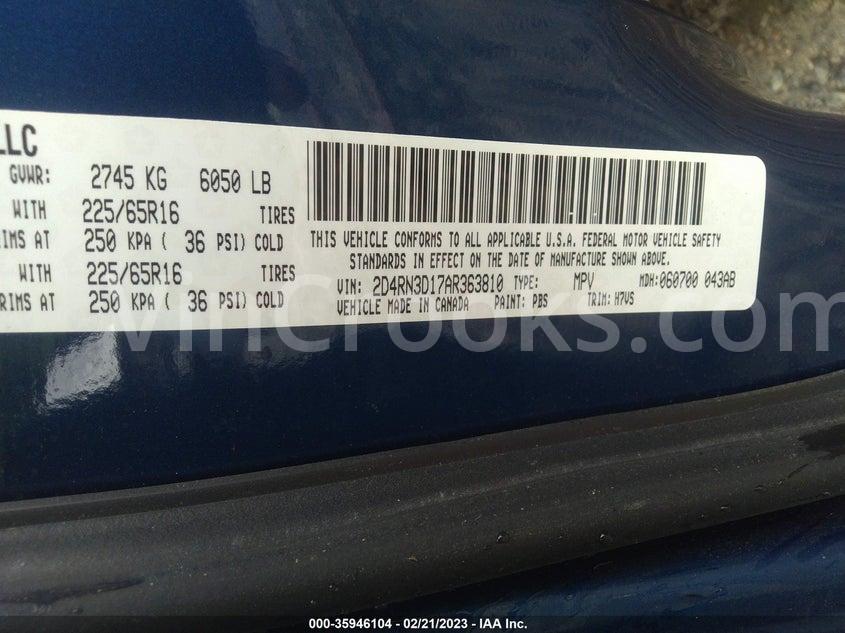 LLC
GVWR: 2745 KG 6050 LB
WITH 225/65R16 TIRES
RIMS AT 250 KPA ( 36 PSI) COLD
WITH 225/65R16 TIRES
RIMS AT 250 KPA ( 36 PSI) COLD
THIS VEHICLE CONFORMS TO ALL APPLICABLE U.S.A. FEDERAL MOTOR VEHICLE SAFETY
STANDARDS IN EFFECT ON THE DATE OF MANUFACTURE SHOWN ABOVE.
VIN: 2D4RN3D17AR363810 TYPE: MPV MDH: 060700 043AB
VEHICLE MADE IN CANADA PAINT: PBS TRIM: H7VS
vinCrooks.com
000-35946104 - 02/21/2023 - IAA Inc.